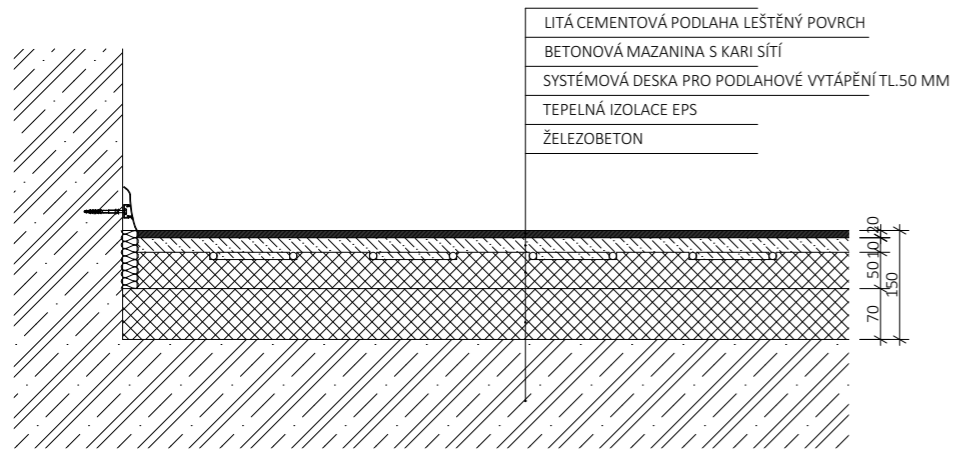 LITÁ CEMENTOVÁ PODLAHA LEŠTĚNÝ POVRCH
BETONOVÁ MAZANINA S KARI SÍTÍ
SYSTÉMOVÁ DESKA PRO PODLAHOVÉ VYTÁPĚNÍ TL.50 MM
TEPELNÁ IZOLACE EPS
ŽELEZOBETON
20
10
50
150
70